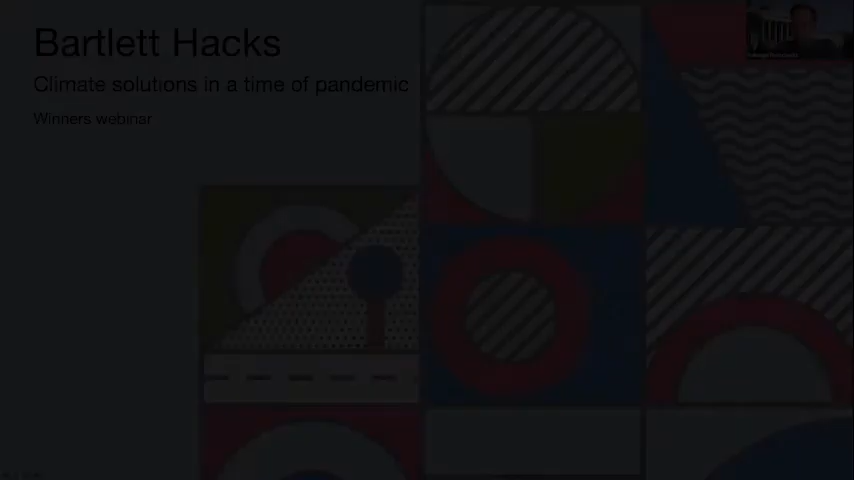 Bartlett Hacks
Climate solutions in a time of pandemic
Winners webinar